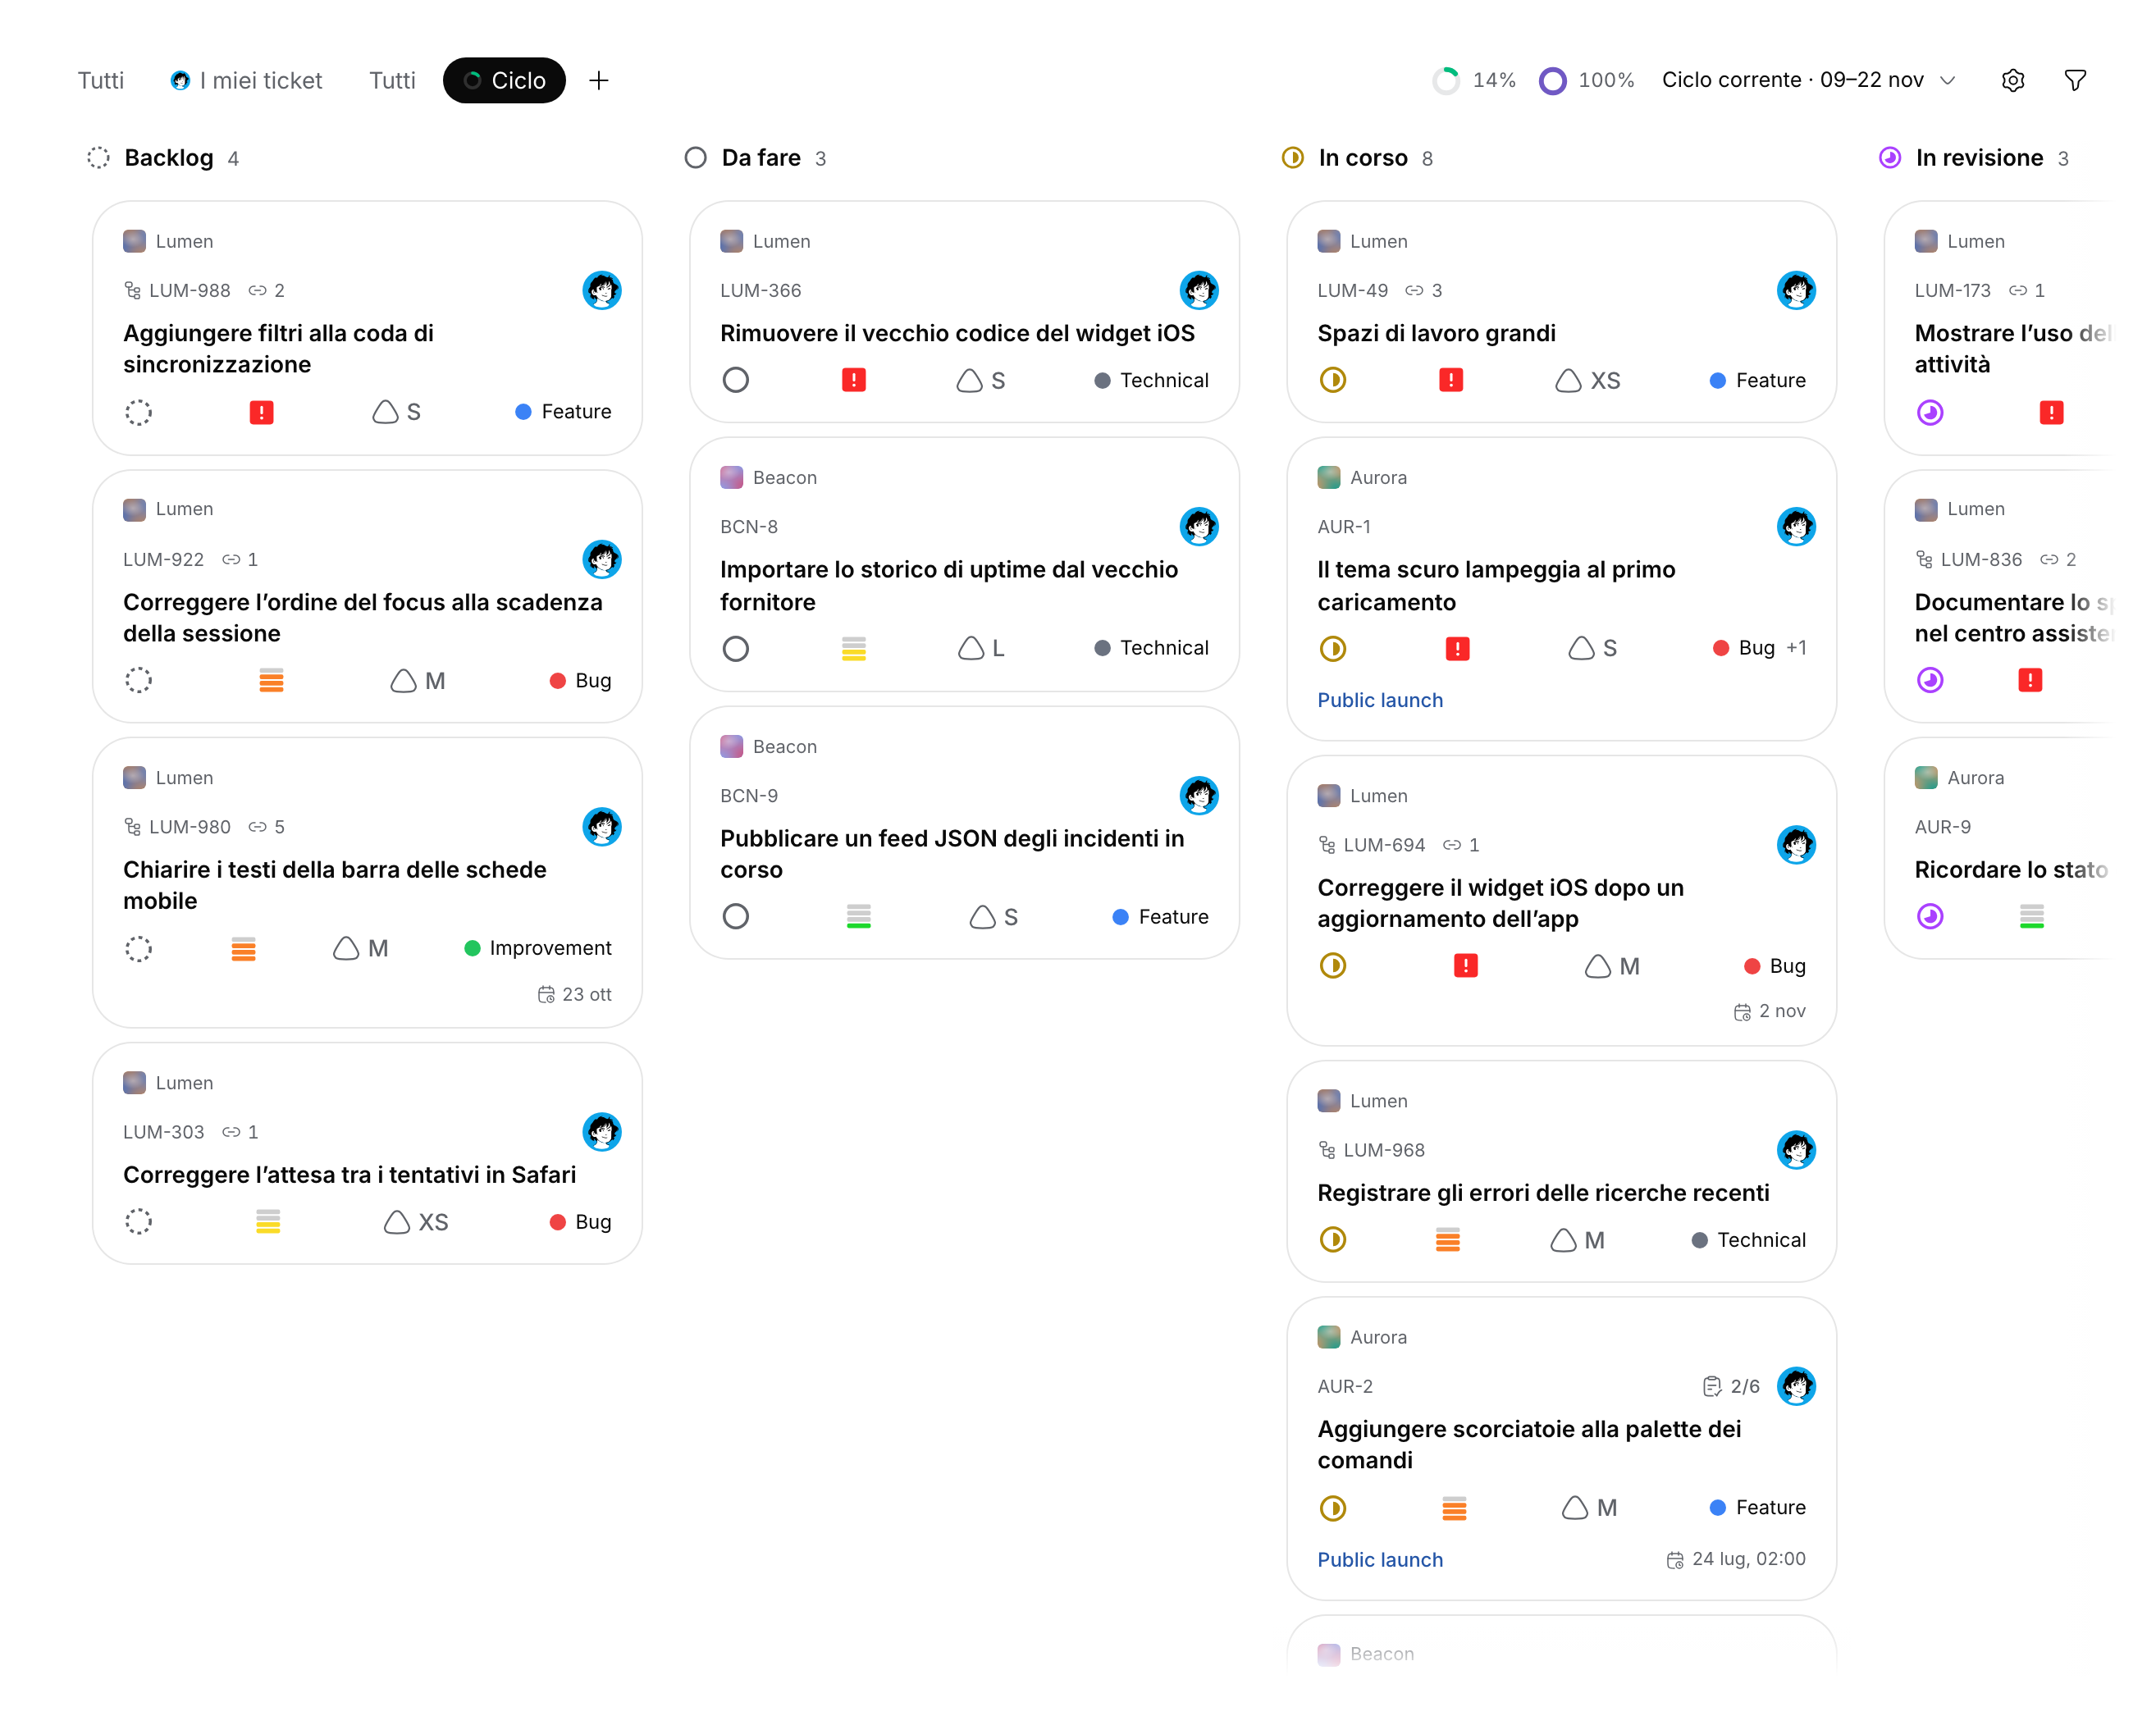 Tutti
I miei ticket
Tutti
Ciclo
14%
100%
Ciclo corrente · 09–22 nov
Backlog 4
Lumen
LUM-988 2
Aggiungere filtri alla coda di
sincronizzazione
S
Feature
Lumen
LUM-922 1
Correggere l’ordine del focus alla scadenza
della sessione
M
Bug
Lumen
LUM-980 5
Chiarire i testi della barra delle schede
mobile
M
Improvement
23 ott
Lumen
LUM-303 1
Correggere l’attesa tra i tentativi in Safari
XS
Bug
Da fare 3
Lumen
LUM-366
Rimuovere il vecchio codice del widget iOS
S
Technical
Beacon
BCN-8
Importare lo storico di uptime dal vecchio
fornitore
L
Technical
Beacon
BCN-9
Pubblicare un feed JSON degli incidenti in
corso
S
Feature
In corso 8
Lumen
LUM-49 3
Spazi di lavoro grandi
XS
Feature
Aurora
AUR-1
Il tema scuro lampeggia al primo
caricamento
S
Bug +1
Public launch
Lumen
LUM-694 1
Correggere il widget iOS dopo un
aggiornamento dell’app
M
Bug
2 nov
Lumen
LUM-968
Registrare gli errori delle ricerche recenti
M
Technical
Aurora
AUR-2
2/6
Aggiungere scorciatoie alla palette dei
comandi
M
Feature
Public launch
24 lug, 02:00
Beacon
In revisione 3
Lumen
LUM-173 1
Mostrare l’uso
attività
Lumen
LUM-836 2
Documentare lo
nel centro
Aurora
AUR-9
Ricordare lo stato